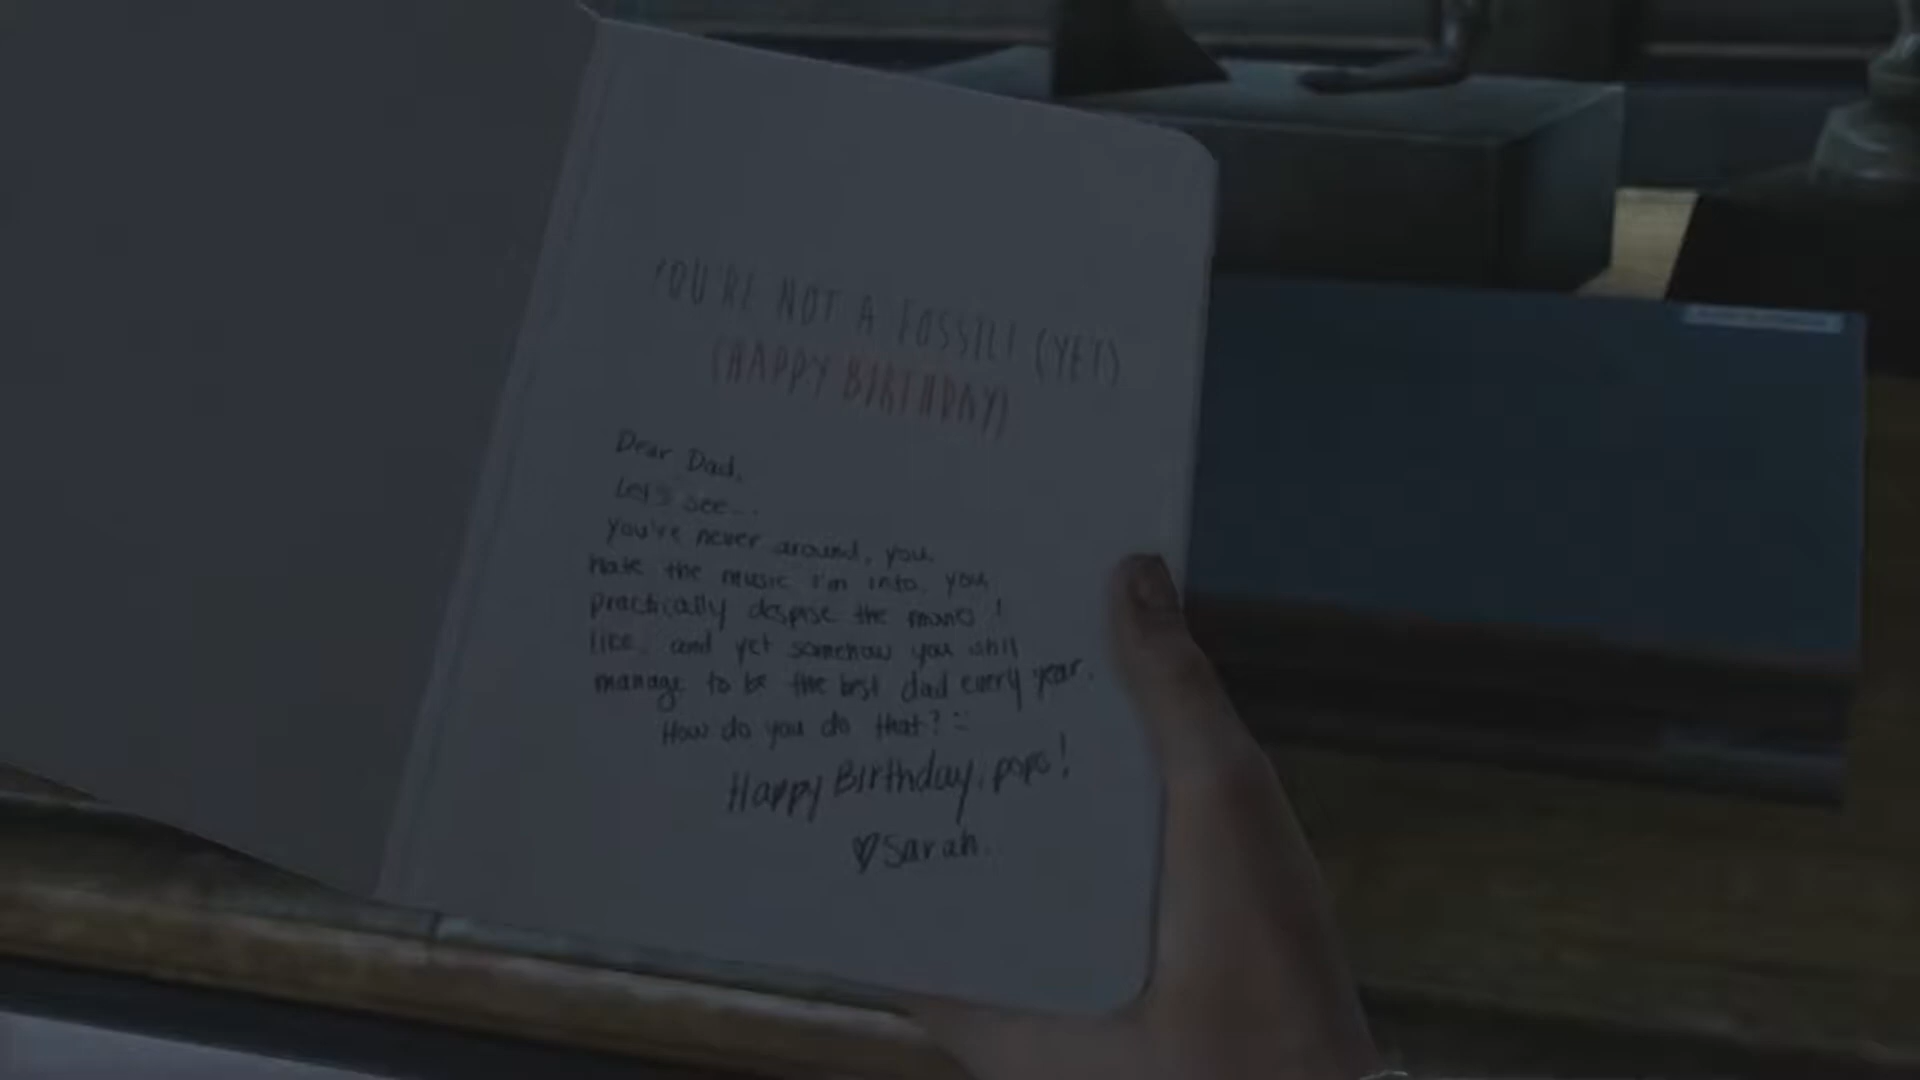 YOU'RE NOT A FOSSIL! (YET)
(HAPPY BIRTHDAY)
Dear Dad,
Let's see...
you're never around, you
hate the music I'm into, you
practically despise the movies I
like, and yet somehow you still
manage to be the best dad every year.
How do you do that? :-
Happy Birthday, pops!
♡ Sarah.